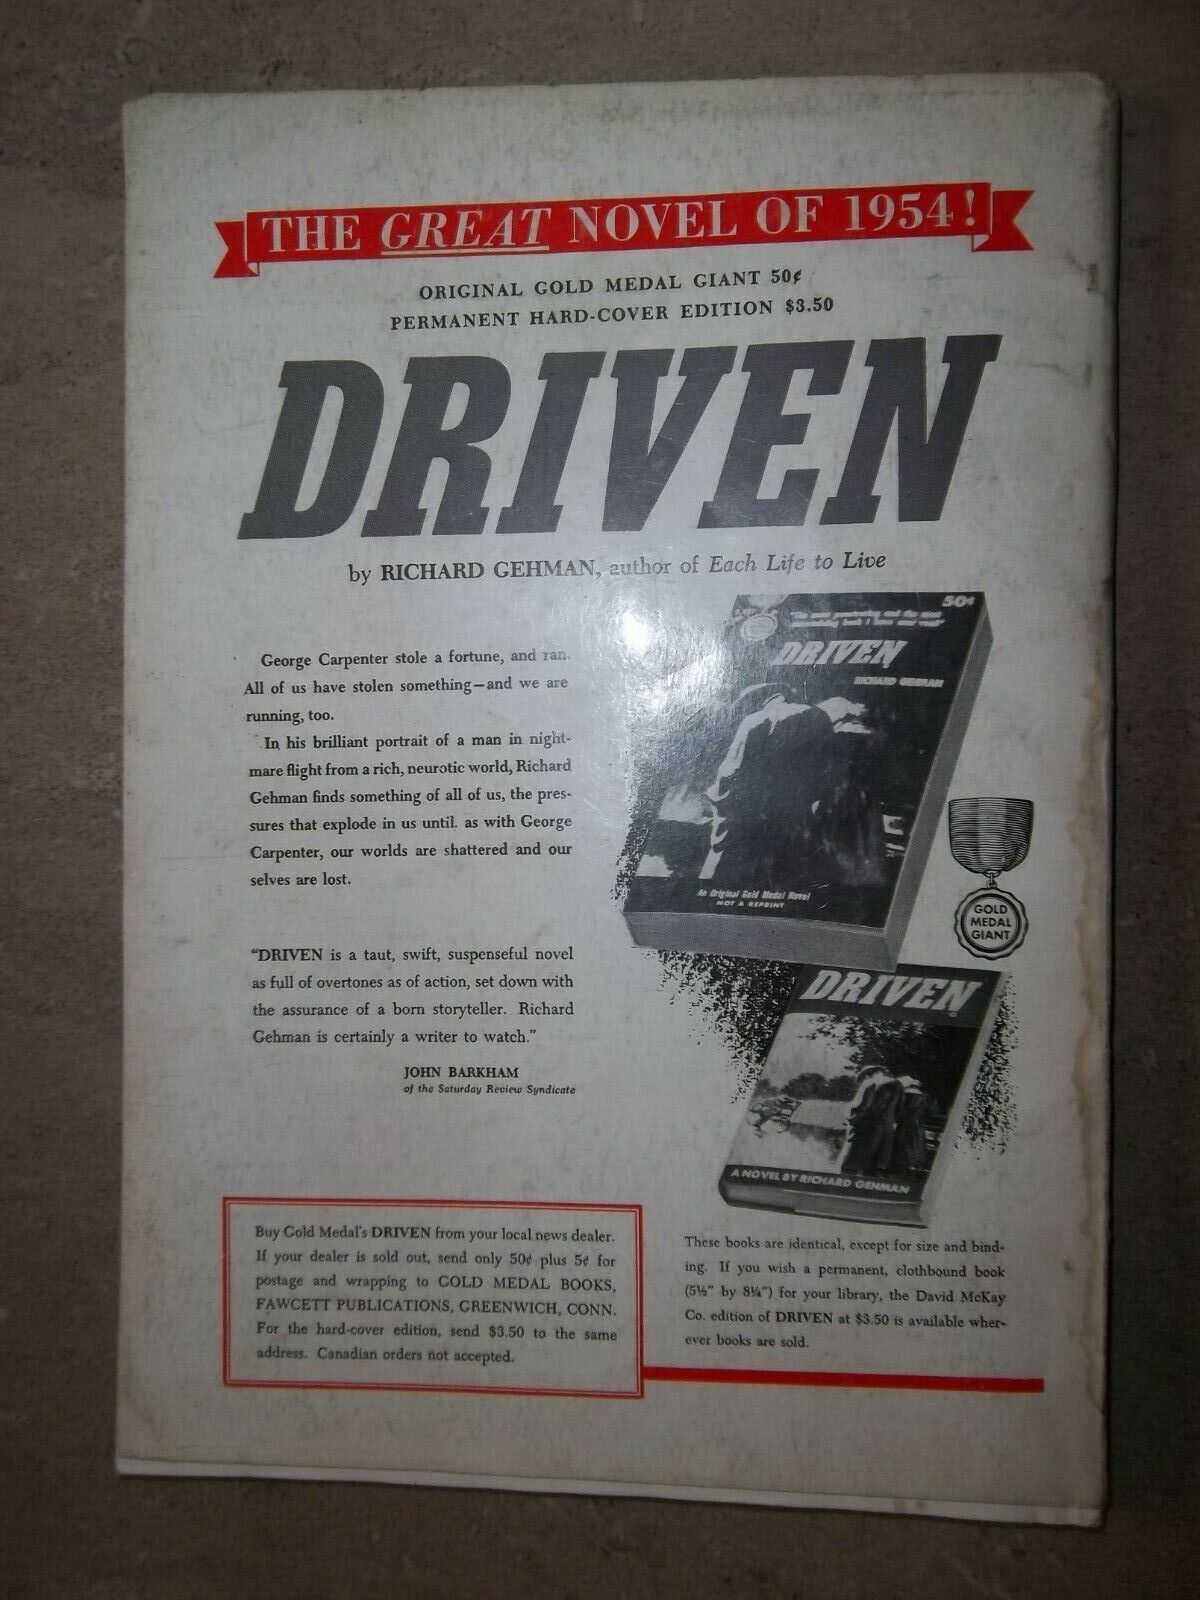 THE GREAT NOVEL OF 1954!
ORIGINAL GOLD MEDAL GIANT 50¢
PERMANENT HARD-COVER EDITION $3.50
DRIVEN
by RICHARD GEHMAN, author of Each Life to Live
George Carpenter stole a fortune, and ran.
All of us have stolen something—and we are
running, too.
In his brilliant portrait of a man in night-
mare flight from a rich, neurotic world, Richard
Gehman finds something of all of us, the pres-
sures that explode in us until. as with George
Carpenter, our worlds are shattered and our
selves are lost.
"DRIVEN is a taut, swift, suspenseful novel
as full of overtones as of action, set down with
the assurance of a born storyteller. Richard
Gehman is certainly a writer to watch."
JOHN BARKHAM
of the Saturday Review Syndicate
50¢
DRIVEN
RICHARD GEHMAN
An Original Gold Medal Novel
NOT A REPRINT
GOLD
MEDAL
GIANT
DRIVEN
A NOVEL BY RICHARD GEHMAN
Buy Gold Medal's DRIVEN from your local news dealer.
If your dealer is sold out, send only 50¢ plus 5¢ for
postage and wrapping to GOLD MEDAL BOOKS,
FAWCETT PUBLICATIONS, GREENWICH, CONN.
For the hard-cover edition, send $3.50 to the same
address. Canadian orders not accepted.
These books are identical, except for size and bind-
ing. If you wish a permanent, clothbound book
(5½" by 8¼") for your library, the David McKay
Co. edition of DRIVEN at $3.50 is available wher-
ever books are sold.